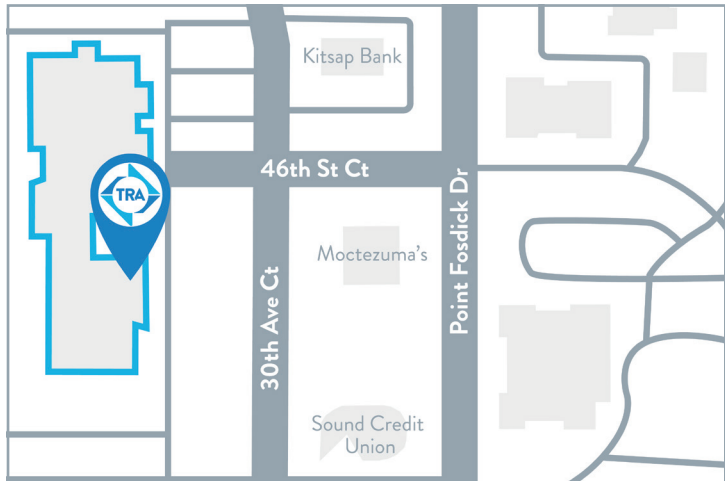 Kitsap Bank
46th St Ct
TRA
Moctezuma's
Point Fosdick Dr
30th Ave Ct
Sound Credit
Union